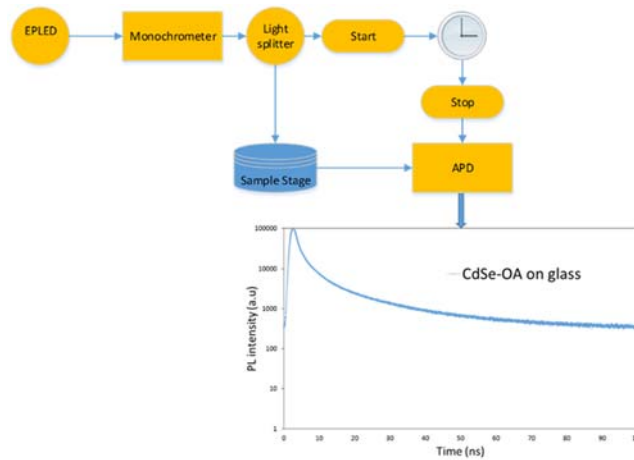 EPLED
Monochrometer
Light
splitter
Start
Stop
Sample Stage
APD
100000
10000
1000
100
10
1
PL intensity (a.u)
CdSe-OA on glass
0
10
20
30
40
50
60
70
80
90
Time (ns)